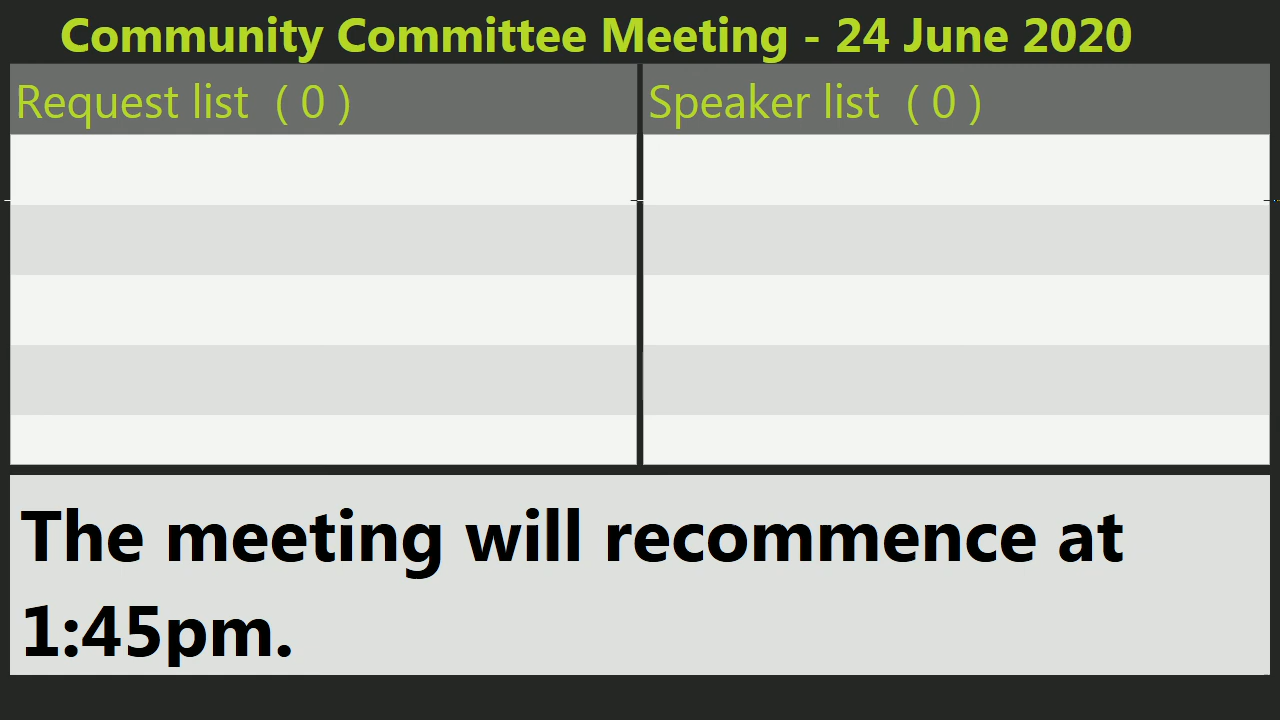 Community Committee Meeting - 24 June 2020
Request list ( 0 )
Speaker list ( 0 )
The meeting will recommence at
1:45pm.